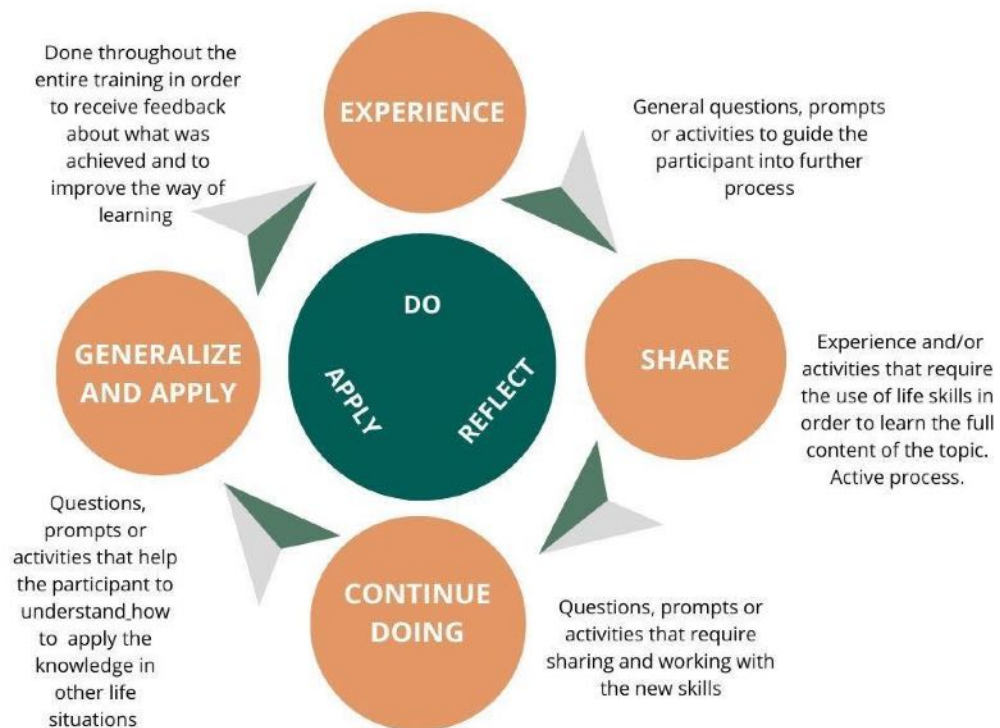 Done throughout the
entire training in order
to receive feedback
about what was
achieved and to
improve the way of
learning
EXPERIENCE
General questions, prompts
or activities to guide the
participant into further
process
DO
APPLY
REFLECT
GENERALIZE
AND APPLY
SHARE
Experience and/or
activities that require
the use of life skills in
order to learn the full
content of the topic.
Active process.
Questions,
prompts or
activities that help
the participant to
understand_how
to apply the
knowledge in
other life
situations
CONTINUE
DOING
Questions, prompts or
activities that require
sharing and working with
the new skills